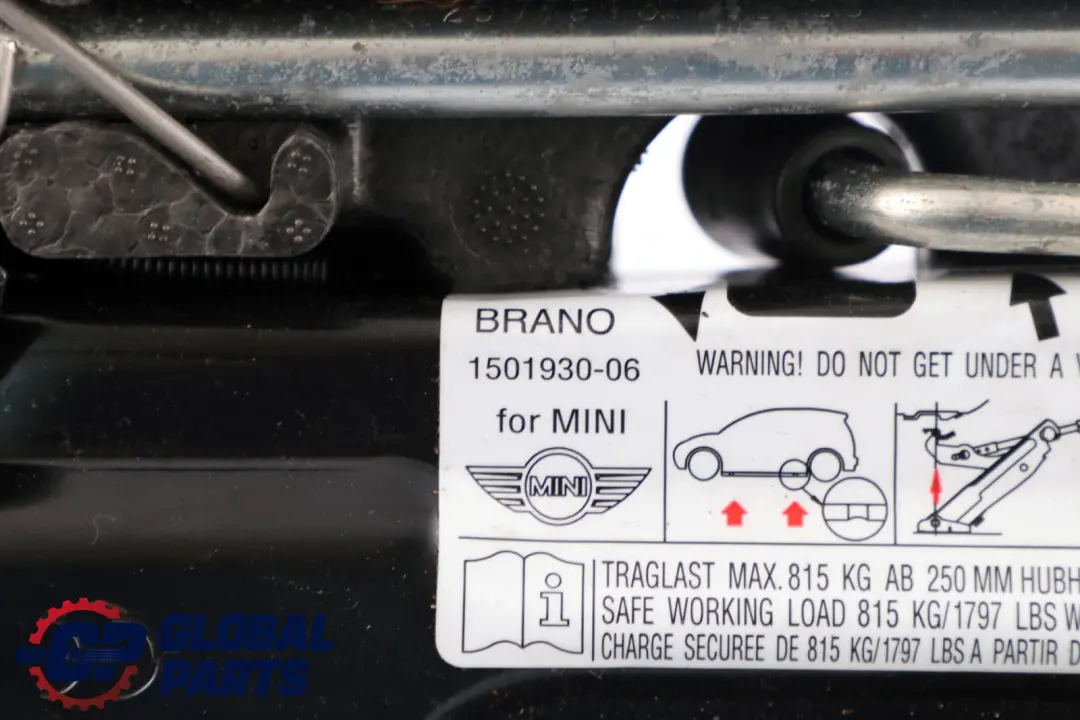 BRANO
1501930-06
for MINI
MINI
WARNING! DO NOT GET UNDER A
TRAGLAST MAX. 815 KG AB 250 MM
SAFE WORKING LOAD 815 KG/1797 LBS
CHARGE SECUREE DE 815 KG/1797 LBS A PARTIR
GP
GLOBAL
PARTS